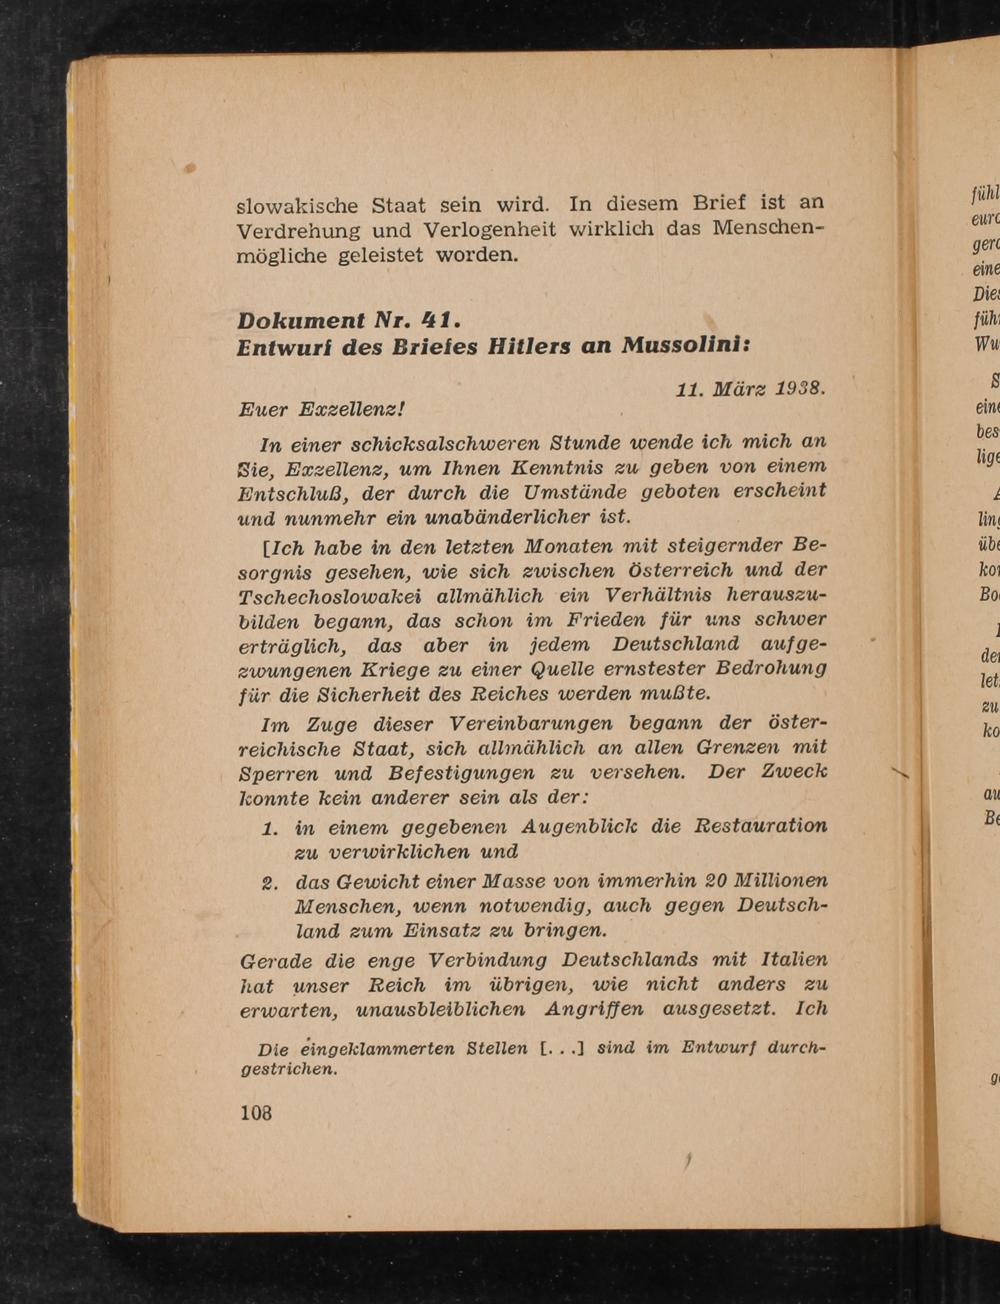 slowakische Staat sein wird. In diesem Brief ist an
Verdrehung und Verlogenheit wirklich das Menschen-
mögliche geleistet worden.
Dokument Nr. 41.
Entwurf des Briefes Hitlers an Mussolini:
11. März 1938.
Euer Exzellenz!
In einer schicksalschweren Stunde wende ich mich an
Sie, Exzellenz, um Ihnen Kenntnis zu geben von einem
Entschluß, der durch die Umstände geboten erscheint
und nunmehr ein unabänderlicher ist.
[Ich habe in den letzten Monaten mit steigernder Be-
sorgnis gesehen, wie sich zwischen Österreich und der
Tschechoslowakei allmählich ein Verhältnis herauszu-
bilden begann, das schon im Frieden für uns schwer
erträglich, das aber in jedem Deutschland aufge-
zwungenen Kriege zu einer Quelle ernstester Bedrohung
für die Sicherheit des Reiches werden mußte.
Im Zuge dieser Vereinbarungen begann der öster-
reichische Staat, sich allmählich an allen Grenzen mit
Sperren und Befestigungen zu versehen. Der Zweck
konnte kein anderer sein als der:
1. in einem gegebenen Augenblick die Restauration
zu verwirklichen und
2. das Gewicht einer Masse von immerhin 20 Millionen
Menschen, wenn notwendig, auch gegen Deutsch-
land zum Einsatz zu bringen.
Gerade die enge Verbindung Deutschlands mit Italien
hat unser Reich im übrigen, wie nicht anders zu
erwarten, unausbleiblichen Angriffen ausgesetzt. Ich
Die eingeklammerten Stellen [. . .] sind im Entwurf durch-
gestrichen.
108